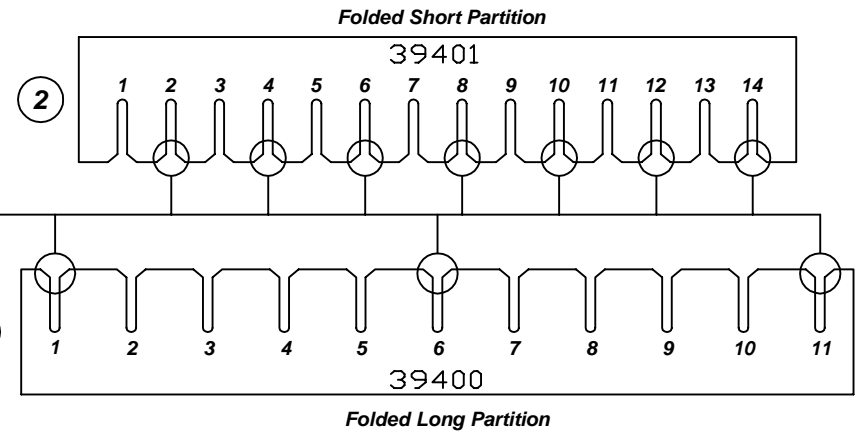 Folded Short Partition
39401
2
1 2 3 4 5 6 7 8 9 10 11 12 13 14
1 2 3 4 5 6 7 8 9 10 11
39400
Folded Long Partition